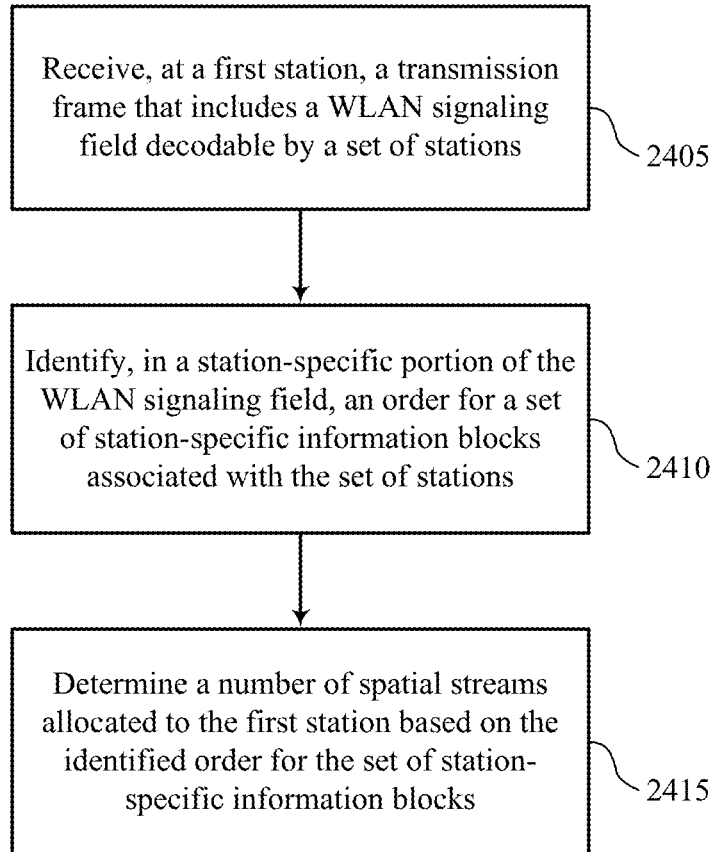 Receive, at a first station, a transmission
frame that includes a WLAN signaling
field decodable by a set of stations
2405
Identify, in a station-specific portion of the
WLAN signaling field, an order for a set
of station-specific information blocks
associated with the set of stations
2410
Determine a number of spatial streams
allocated to the first station based on the
identified order for the set of station-
specific information blocks
2415